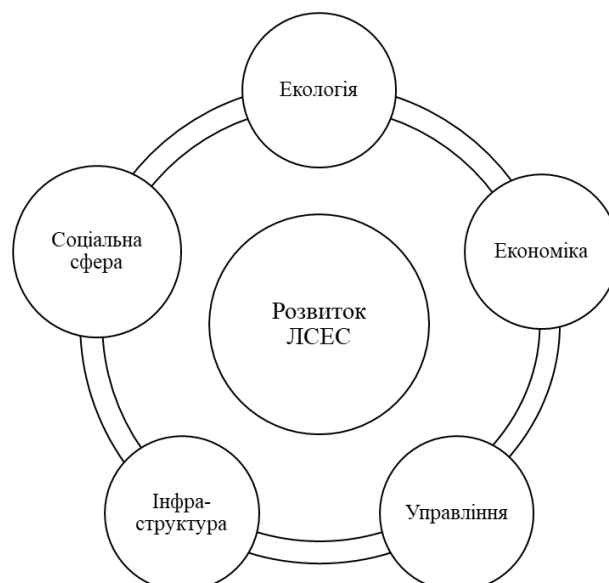 Екологія
Соціальна
сфера
Економіка
Розвиток
ЛСЕС
Інфра-
структура
Управління